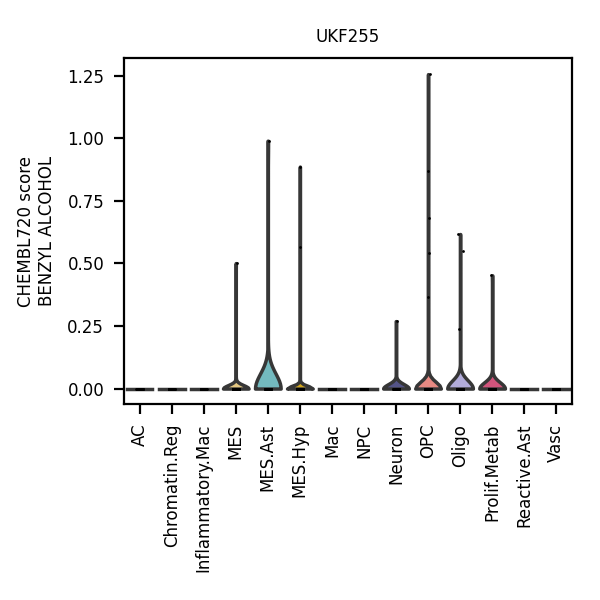 UKF255
CHEMBL720 score
BENZYL ALCOHOL
1.25
1.00
0.75
0.50
0.25
0.00
AC
Chromatin.Reg
Inflammatory.Mac
MES
MES.Ast
MES.Hyp
Mac
NPC
Neuron
OPC
Oligo
Prolif.Metab
Reactive.Ast
Vasc